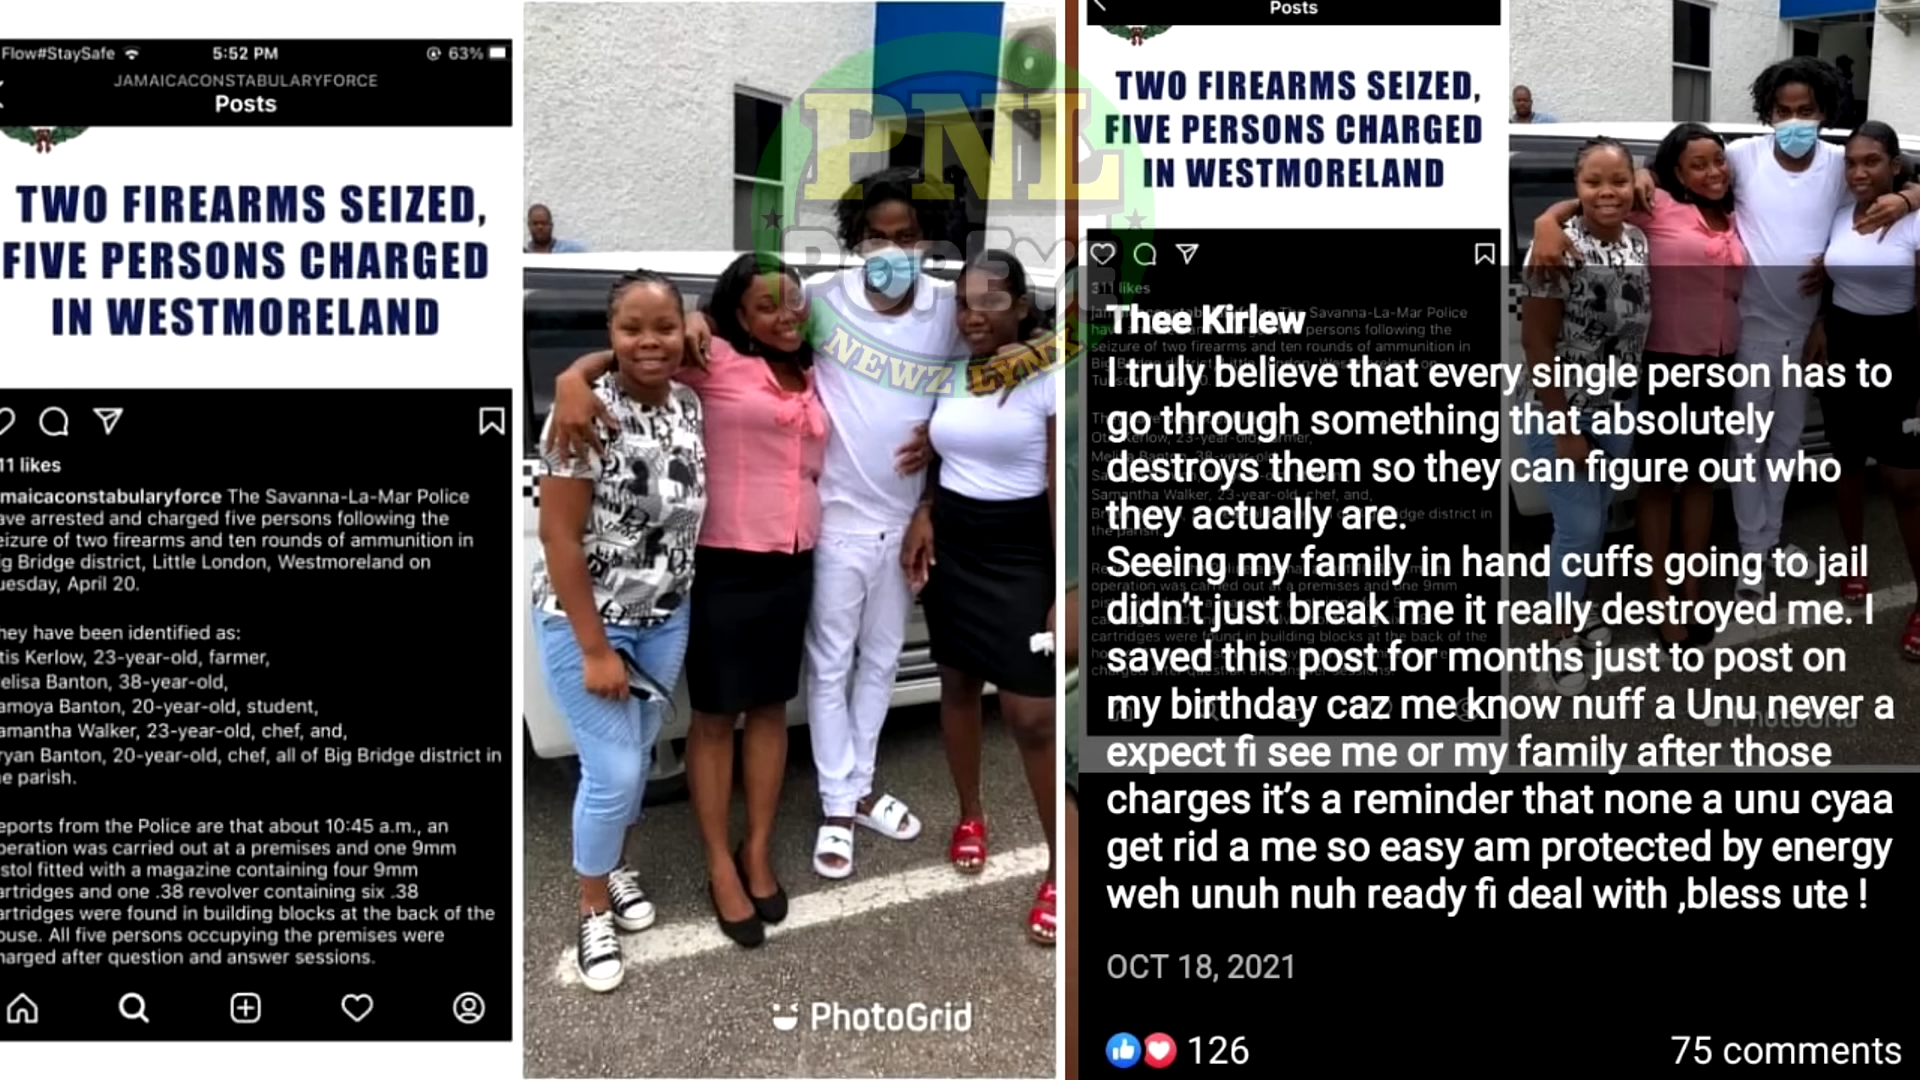 Flow#StaySafe 5:52 PM 63%
JAMAICACONSTABULARYFORCE
Posts
TWO FIREARMS SEIZED,
FIVE PERSONS CHARGED
IN WESTMORELAND
11 likes
maicaconstabularyforce The Savanna-La-Mar Police
ave arrested and charged five persons following the
eizure of two firearms and ten rounds of ammunition in
ig Bridge district, Little London, Westmoreland on
uesday, April 20.
hey have been identified as:
tis Kerlow, 23-year-old, farmer,
elisa Banton, 38-year-old,
amoya Banton, 20-year-old, student,
amantha Walker, 23-year-old, chef, and,
ryan Banton, 20-year-old, chef, all of Big Bridge district in
e parish.
eports from the Police are that about 10:45 a.m., an
peration was carried out at a premises and one 9mm
istol fitted with a magazine containing four 9mm
artridges and one .38 revolver containing six .38
artridges were found in building blocks at the back of the
ouse. All five persons occupying the premises were
harged after question and answer sessions.
PNL
POPEYE
NEWZ LYNX
PhotoGrid
Posts
TWO FIREARMS SEIZED,
FIVE PERSONS CHARGED
IN WESTMORELAND
311 likes
Thee Kirlew
I truly believe that every single person has to
go through something that absolutely
destroys them so they can figure out who
they actually are.
Seeing my family in hand cuffs going to jail
didn't just break me it really destroyed me. I
saved this post for months just to post on
my birthday caz me know nuff a Unu never a
expect fi see me or my family after those
charges it's a reminder that none a unu cyaa
get rid a me so easy am protected by energy
weh unuh nuh ready fi deal with ,bless ute !
OCT 18, 2021
126
75 comments